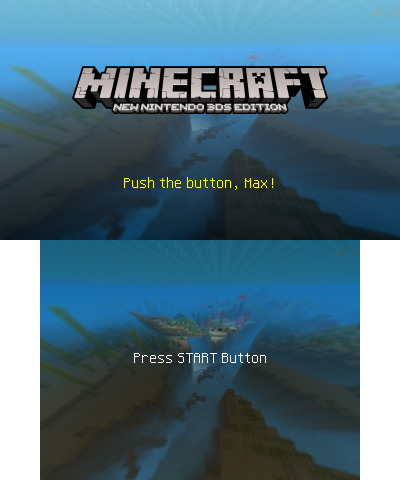 MINECRAFT
NEW NINTENDO 3DS EDITION
Push the button, Max!
Press START Button